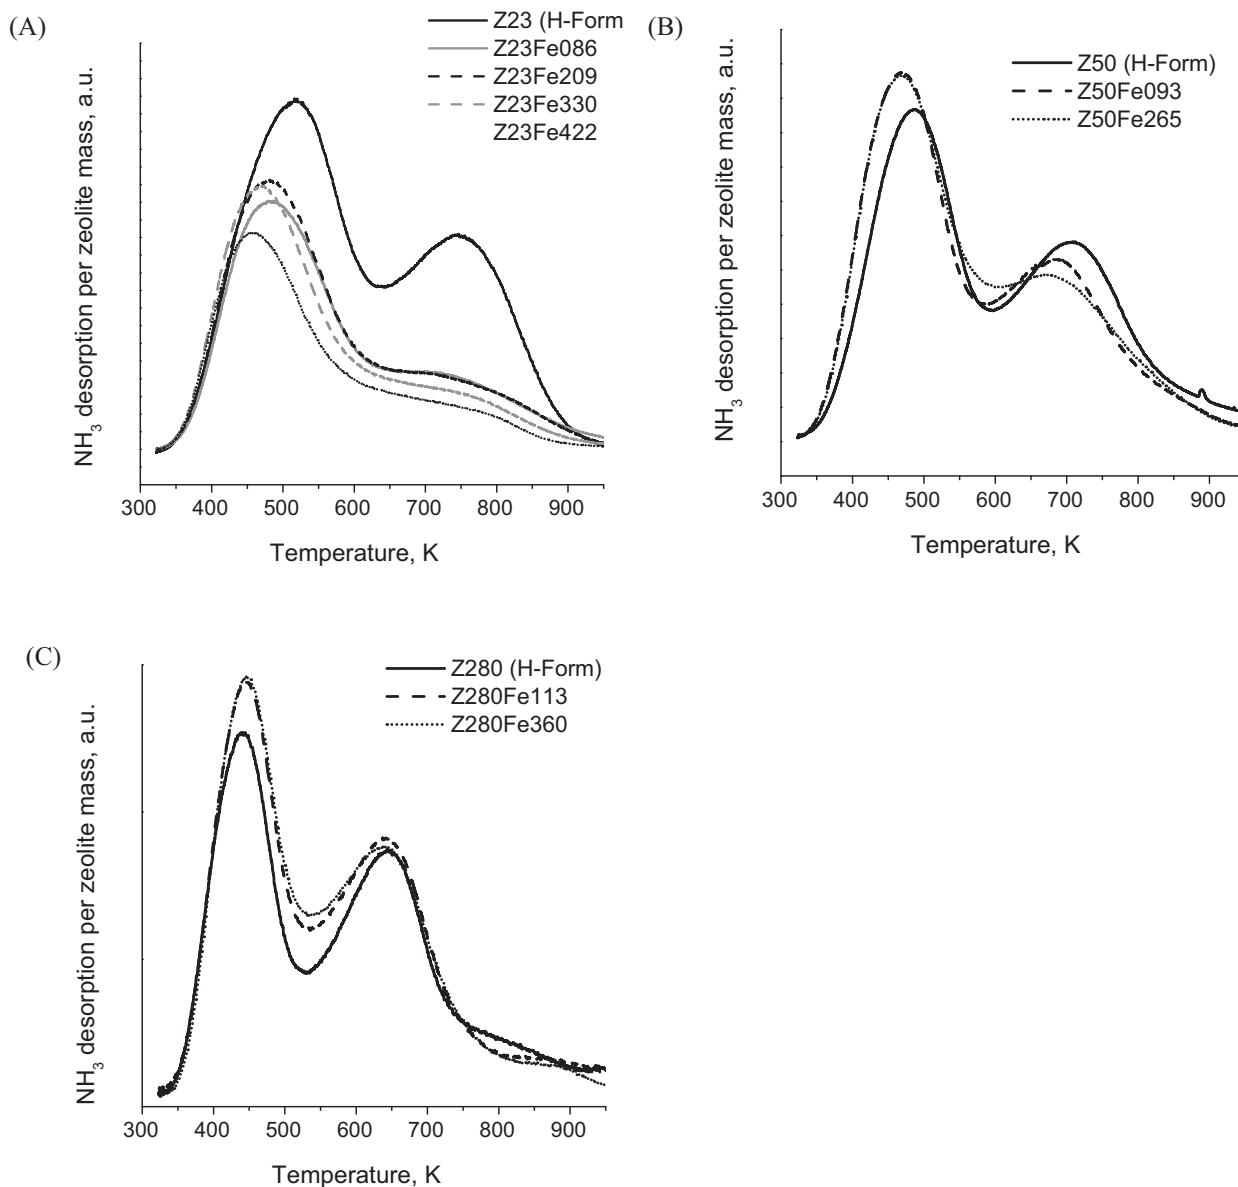 (A)
Z23 (H-Form
Z23Fe086
Z23Fe209
Z23Fe330
Z23Fe422
NH3 desorption per zeolite mass, a.u.
300 400 500 600 700 800 900
Temperature, K
(B)
Z50 (H-Form)
Z50Fe093
Z50Fe265
NH3 desorption per zeolite mass, a.u.
300 400 500 600 700 800 900
Temperature, K
(C)
Z280 (H-Form)
Z280Fe113
Z280Fe360
NH3 desorption per zeolite mass, a.u.
300 400 500 600 700 800 900
Temperature, K